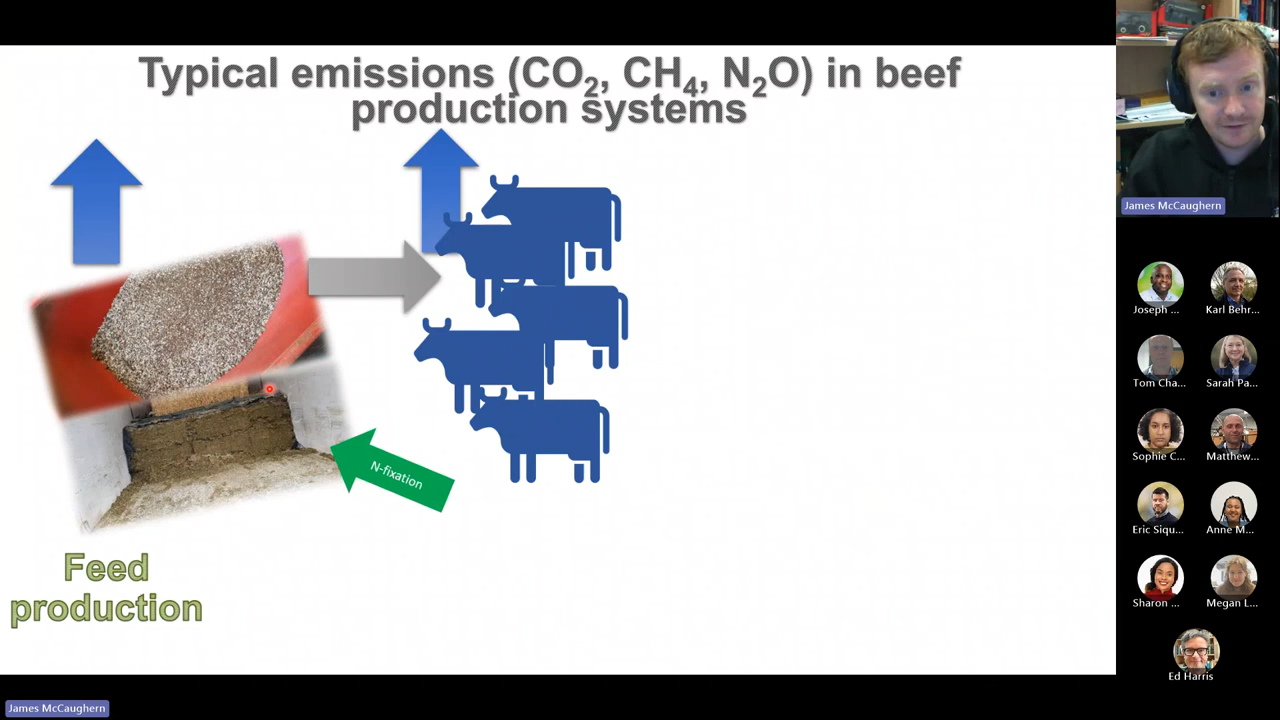 Typical emissions (CO₂, CH₄, N₂O) in beef
production systems
N-fixation
Feed
production
James McCaughern
Joseph ...
Karl Behr...
Tom Cha...
Sarah Pa...
Sophie C...
Matthew...
Eric Siqu...
Anne M...
Sharon ...
Megan L...
Ed Harris
James McCaughern